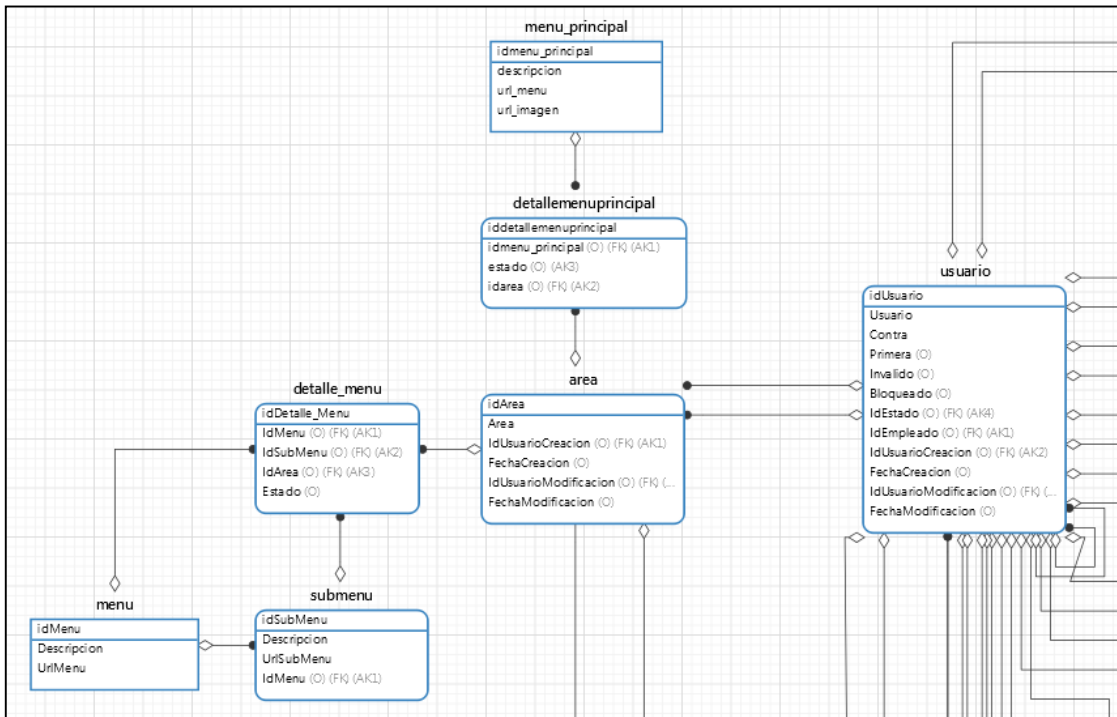 menu_principal
idmenu_principal
descripcion
url_menu
url_imagen
detallemenuprincipal
iddetallemenuprincipal
idmenu_principal (O) (FK) (AK1)
estado (O) (AK3)
idarea (O) (FK) (AK2)
usuario
idUsuario
Usuario
Contra
Primera (O)
Invalido (O)
Bloqueado (O)
IdEstado (O) (FK) (AK4)
IdEmpleado (O) (FK) (AK1)
IdUsuarioCreacion (O) (FK) (AK2)
FechaCreacion (O)
IdUsuarioModificacion (O) (FK) (...
FechaModificacion (O)
area
idArea
Area
IdUsuarioCreacion (O) (FK) (AK1)
FechaCreacion (O)
IdUsuarioModificacion (O) (FK) (...
FechaModificacion (O)
detalle_menu
idDetalle_Menu
IdMenu (O) (FK) (AK1)
IdSubMenu (O) (FK) (AK2)
IdArea (O) (FK) (AK3)
Estado (O)
menu
idMenu
Descripcion
UrlMenu
submenu
idSubMenu
Descripcion
UrlSubMenu
IdMenu (O) (FK) (AK1)